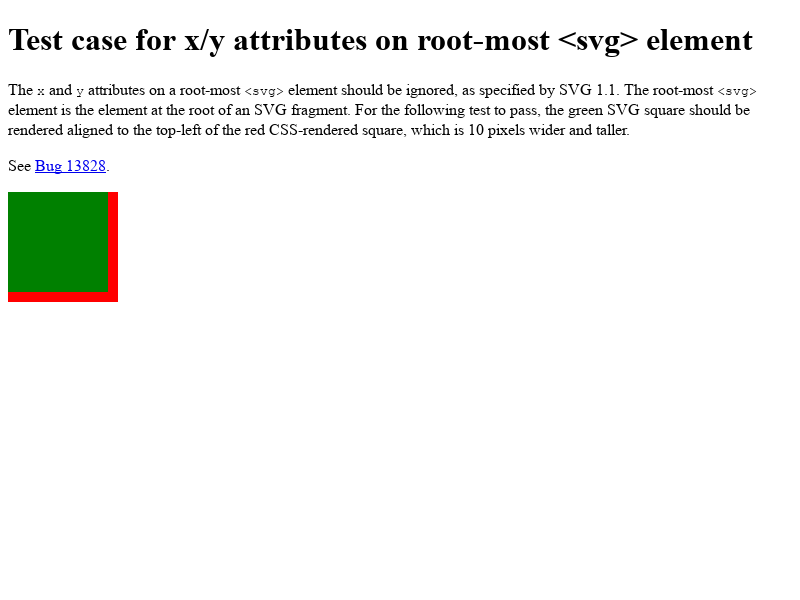 Test case for x/y attributes on root-most <svg> element
The x and y attributes on a root-most <svg> element should be ignored, as specified by SVG 1.1. The root-most <svg>
element is the element at the root of an SVG fragment. For the following test to pass, the green SVG square should be
rendered aligned to the top-left of the red CSS-rendered square, which is 10 pixels wider and taller.
See Bug 13828.